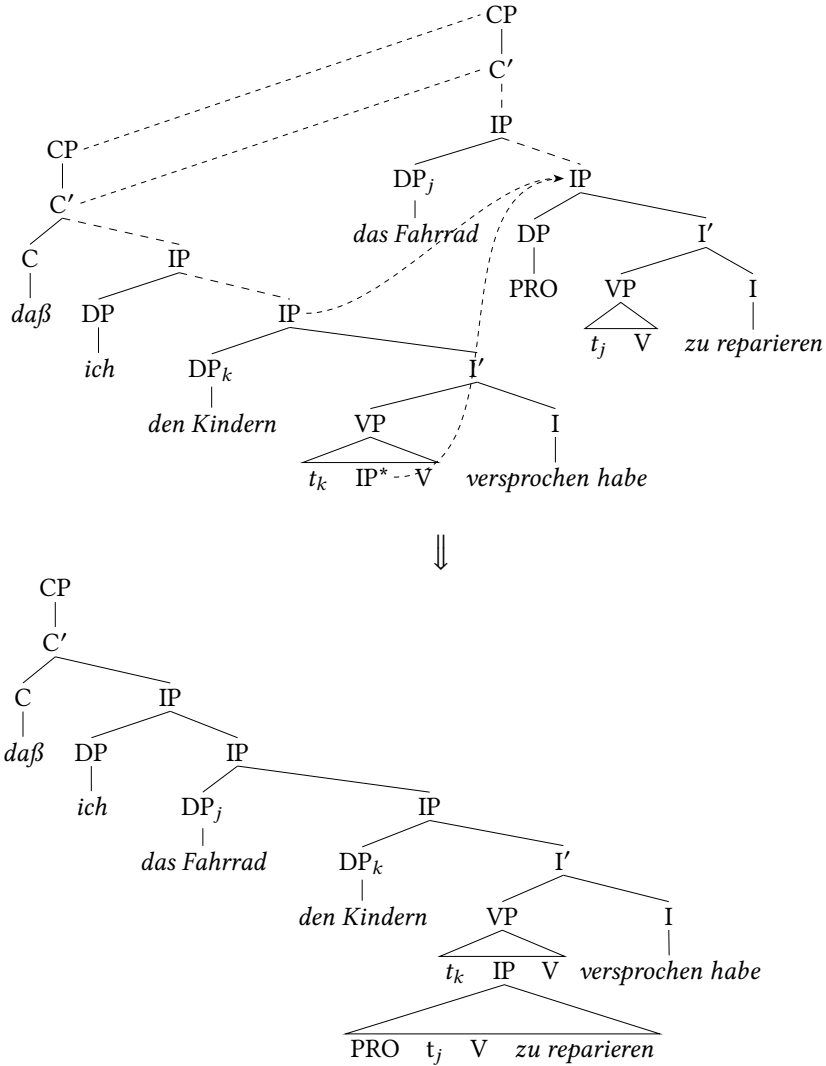 CP
C′
IP
CP
DPj IP
C′
das Fahrrad DP I′
C IP
PRO VP I
daß DP IP
tj V zu reparieren
ich DPk I′
den Kindern VP I
tk IP* V versprochen habe
⇓
CP
C′
C IP
daß DP IP
ich DPj IP
das Fahrrad DPk I′
den Kindern VP I
tk IP V versprochen habe
PRO tj V zu reparieren